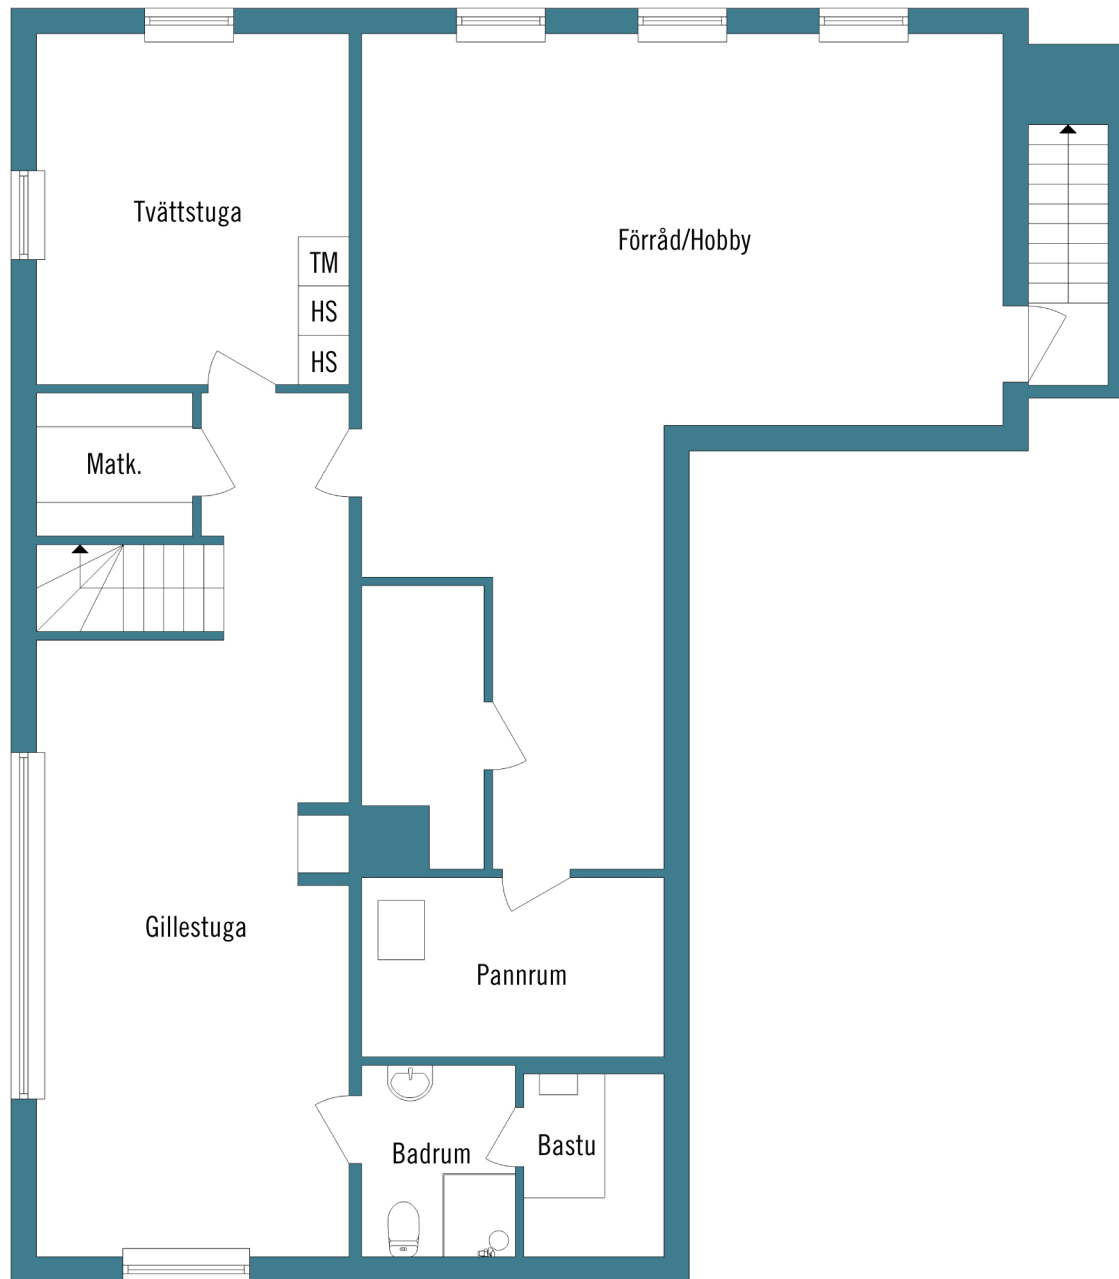 Tvättstuga
Förråd/Hobby
TM
HS
HS
Matk.
Gillestuga
Pannrum
Badrum
Bastu